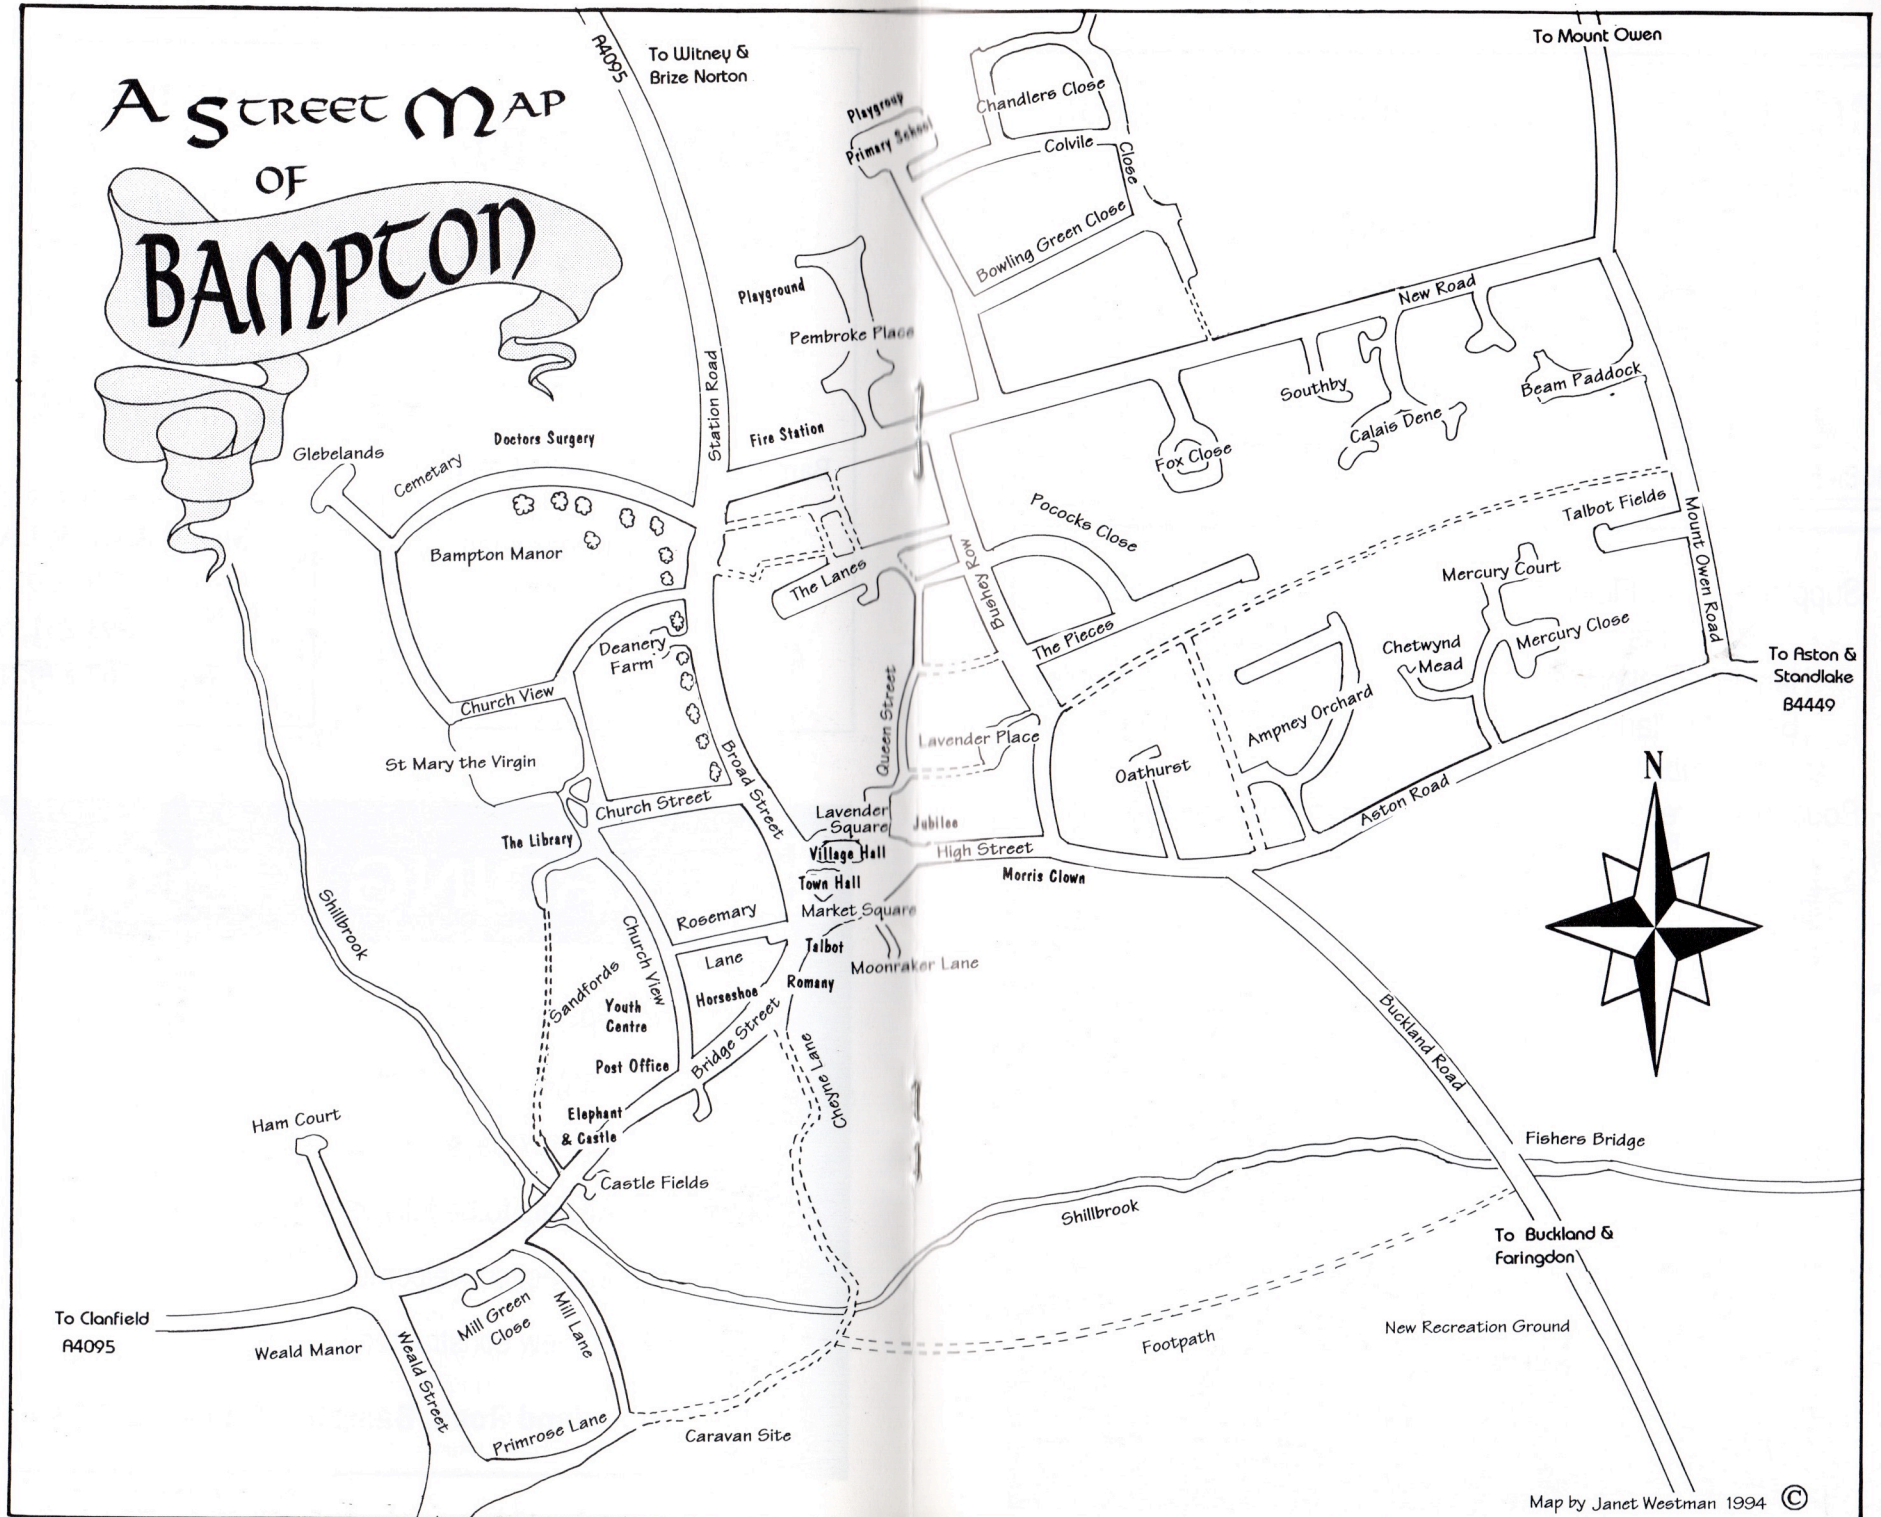 A STREET MAP
OF
BAMPTON
A4095
To Witney &
Brize Norton
To Mount Owen
Playgroup
Primary School
Chandlers Close
Colvile
Close
Bowling Green Close
Playground
Pembroke Place
New Road
Southby
Calais Dene
Beam Paddock
Fox Close
Station Road
Fire Station
Doctors Surgery
Glebelands
Cemetary
Bampton Manor
Pococks Close
Talbot Fields
Mount Owen Road
The Lanes
Bushey Row
The Pieces
Mercury Court
Mercury Close
Chetwynd
Mead
Ampney Orchard
To Aston &
Standlake
B4449
Deanery
Farm
Church View
St Mary the Virgin
Queen Street
Lavender Place
Oathurst
Aston Road
N
Broad Street
Church Street
The Library
Lavender
Square
Jubilee
Village Hall
High Street
Morris Clown
Town Hall
Market Square
Talbot
Moonraker Lane
Romany
Rosemary
Lane
Horseshoe
Church View
Sandfords
Youth
Centre
Post Office
Bridge Street
Cheyne Lane
Shillbrook
Elephant
& Castle
Castle Fields
Ham Court
Buckland Road
Fishers Bridge
Shillbrook
To Buckland &
Faringdon
To Clanfield
A4095
Weald Manor
Mill Green
Close
Mill Lane
Weald Street
Primrose Lane
Caravan Site
Footpath
New Recreation Ground
Map by Janet Westman 1994 ©